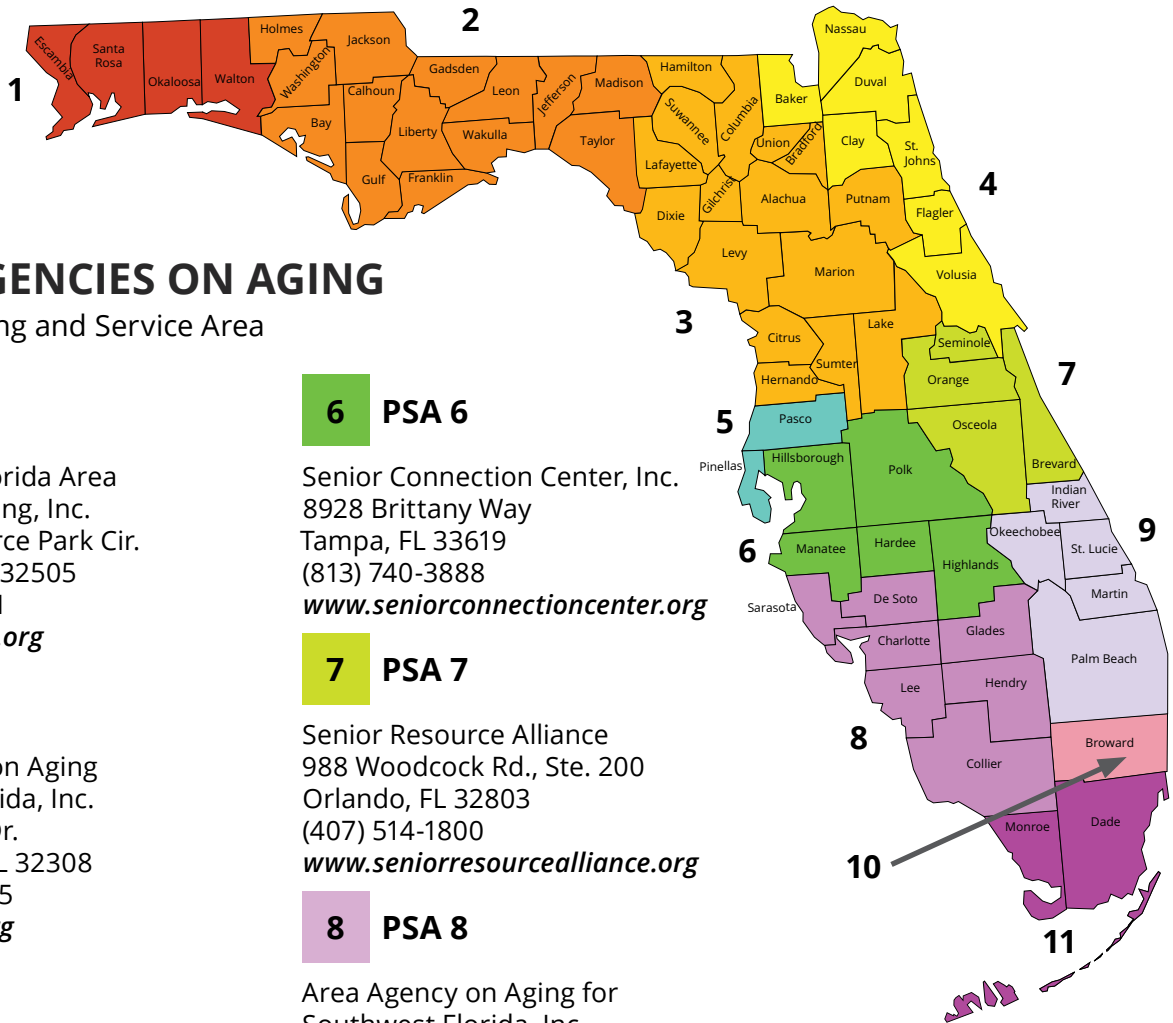 2
1
Escambia
Santa
Rosa
Okaloosa
Walton
Holmes
Washington
Jackson
Bay
Calhoun
Gulf
Gadsden
Liberty
Franklin
Leon
Wakulla
Jefferson
Madison
Taylor
Hamilton
Suwannee
Lafayette
Columbia
Dixie
Gilchrist
Baker
Union
Bradford
Nassau
Duval
Clay
St.
Johns
4
Alachua
Putnam
Flagler
Levy
Marion
Volusia
3
Citrus
Sumter
Lake
Hernando
Seminole
Orange
7
Osceola
Brevard
5
Pasco
Pinellas
Hillsborough
Polk
Indian
River
Okeechobee
St. Lucie
9
6
Manatee
Hardee
Highlands
Martin
Sarasota
De Soto
Charlotte
Glades
Palm Beach
Lee
Hendry
8
Collier
Broward
10
Monroe
Dade
11
GENCIES ON AGING
ng and Service Area
orida Area
ing, Inc.
rce Park Cir.
32505
.org
on Aging
ida, Inc.
Dr.
L 32308
5
g
6 PSA 6
Senior Connection Center, Inc.
8928 Brittany Way
Tampa, FL 33619
(813) 740-3888
www.seniorconnectioncenter.org
7 PSA 7
Senior Resource Alliance
988 Woodcock Rd., Ste. 200
Orlando, FL 32803
(407) 514-1800
www.seniorresourcealliance.org
8 PSA 8
Area Agency on Aging for
Southwest Florida, Inc.